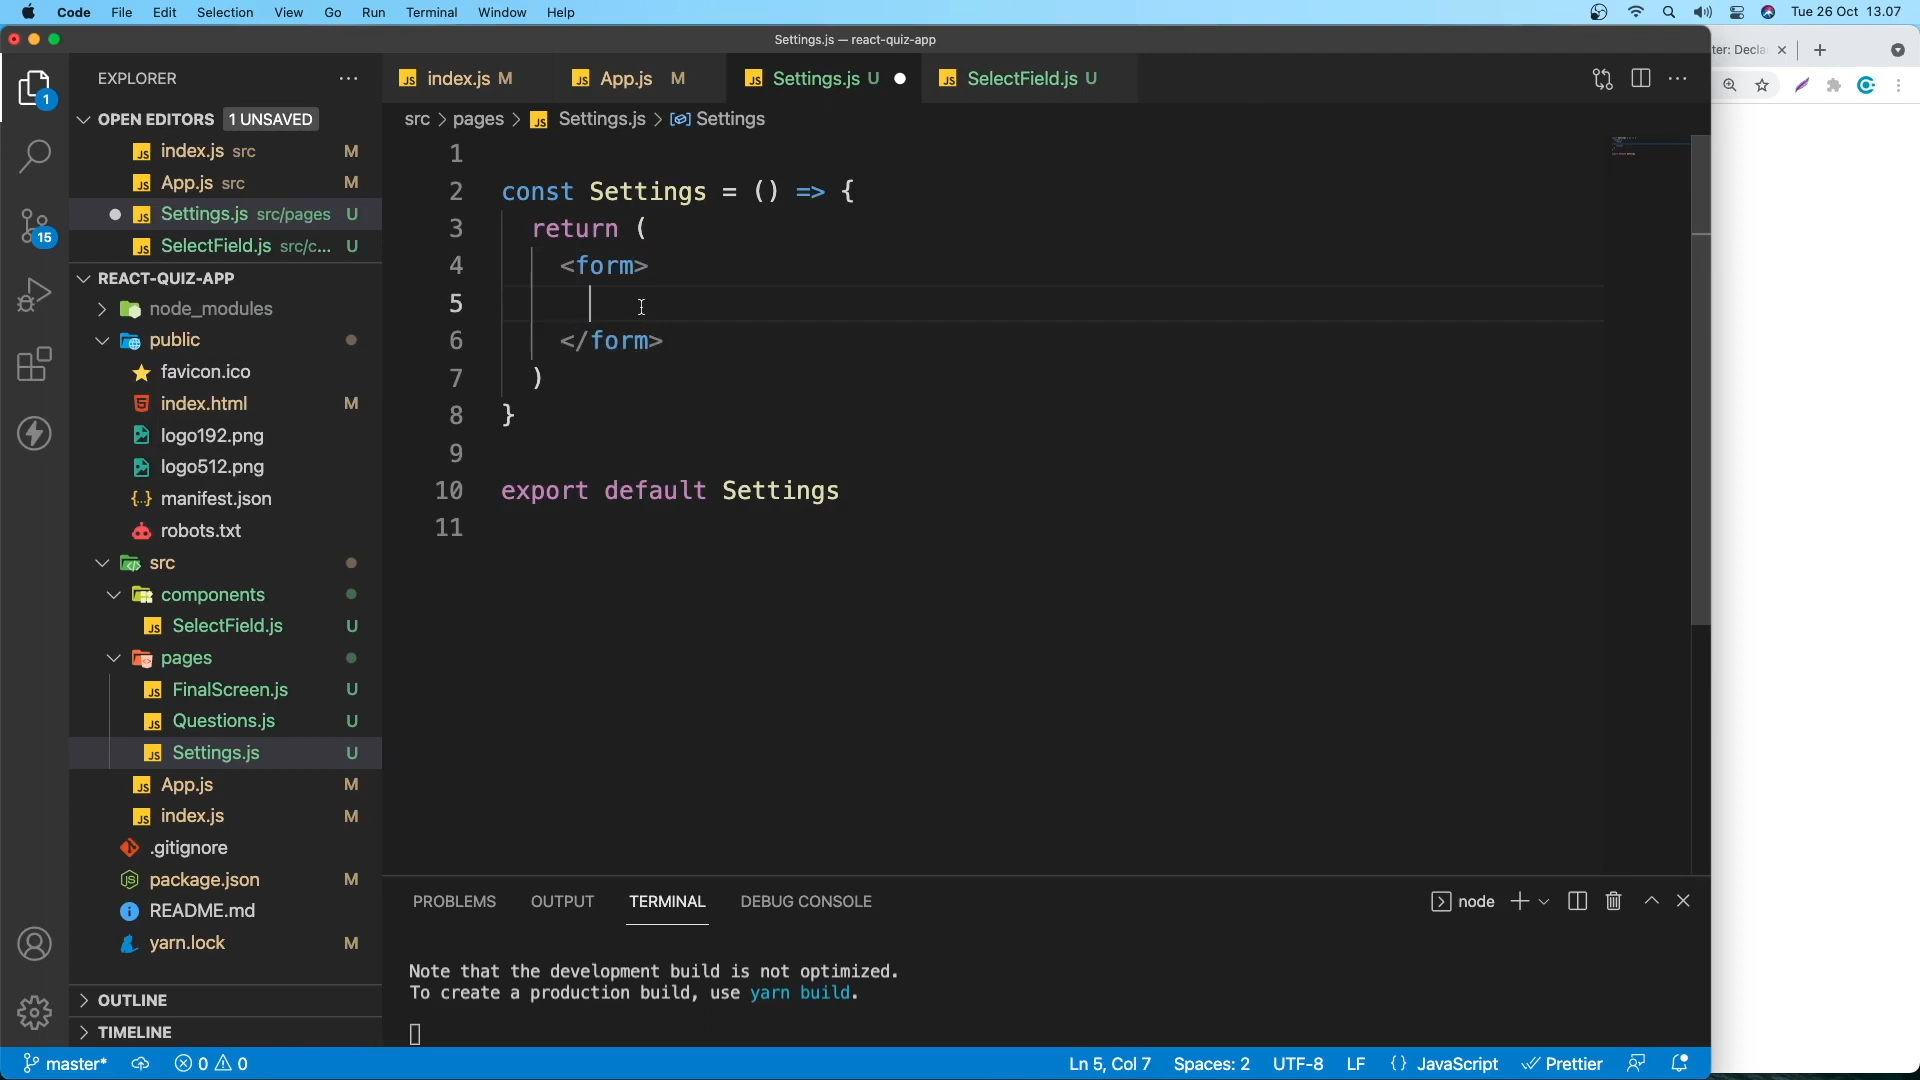 Code File Edit Selection View Go Run Terminal Window Help Tue 26 Oct 13.07
Settings.js — react-quiz-app
ter: Decla
EXPLORER
index.js M App.js M Settings.js U SelectField.js U
OPEN EDITORS 1 UNSAVED
src > pages > Settings.js > Settings
index.js src M
App.js src M
Settings.js src/pages U
SelectField.js src/c... U
REACT-QUIZ-APP
node_modules
public
favicon.ico
index.html M
logo192.png
logo512.png
manifest.json
robots.txt
src
components
SelectField.js U
pages
FinalScreen.js U
Questions.js U
Settings.js U
App.js M
index.js M
.gitignore
package.json M
README.md
yarn.lock M
OUTLINE
TIMELINE
1
15
1
2 const Settings = () => {
3 return (
4 <form>
5
6 </form>
7 )
8 }
9
10 export default Settings
11
PROBLEMS OUTPUT TERMINAL DEBUG CONSOLE node
Note that the development build is not optimized.
To create a production build, use yarn build.
master* 0 0 Ln 5, Col 7 Spaces: 2 UTF-8 LF {} JavaScript Prettier